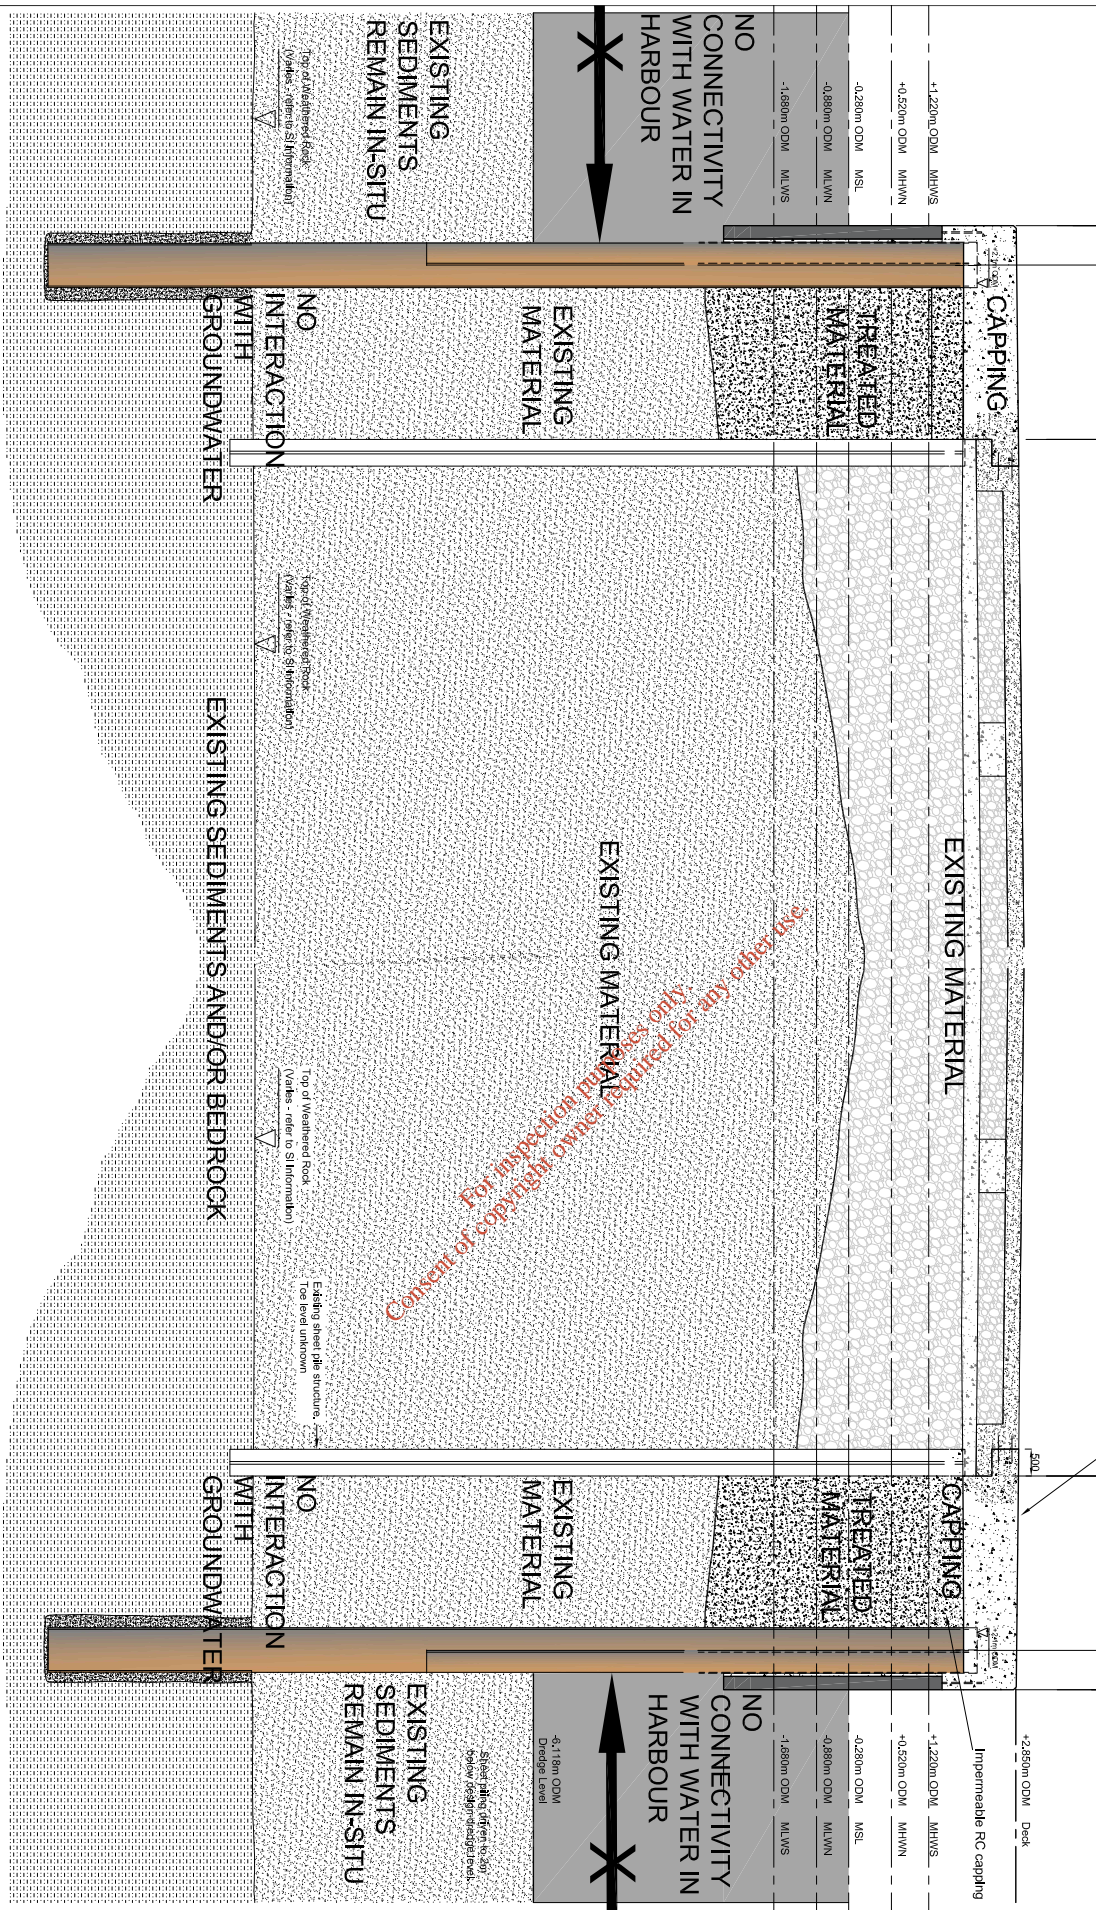 NO
CONNECTIVITY
WITH WATER IN
HARBOUR
EXISTING
SEDIMENTS
REMAIN IN-SITU
Top of Weathered Rock
(Varies - refer to SI Information)
+1.220m ODM MHWS
+0.520m ODM MHWN
-0.280m ODM MSL
-0.880m ODM MLWN
-1.680m ODM MLWS
CAPPING
TREATED
MATERIAL
EXISTING
MATERIAL
NO
INTERACTION
WITH
GROUNDWATER
EXISTING MATERIAL
EXISTING MATERIAL
Top of Weathered Rock
(Varies - refer to SI Information)
EXISTING SEDIMENTS AND/OR BEDROCK
For inspection purposes only.
Consent of copyright owner required for any other use.
Top of Weathered Rock
(Varies - refer to SI Information)
Existing sheet pile structure.
Toe level unknown
500
CAPPING
TREATED
MATERIAL
EXISTING
MATERIAL
NO
INTERACTION
WITH
GROUNDWATER
+2.850m ODM Deck
Impermeable RC capping
+1.220m ODM MHWS
+0.520m ODM MHWN
-0.280m ODM MSL
-0.880m ODM MLWN
-1.680m ODM MLWS
NO
CONNECTIVITY
WITH WATER IN
HARBOUR
-6.118m ODM
Dredge Level
Sheet piling driven to 2m
below design dredge level.
EXISTING
SEDIMENTS
REMAIN IN-SITU